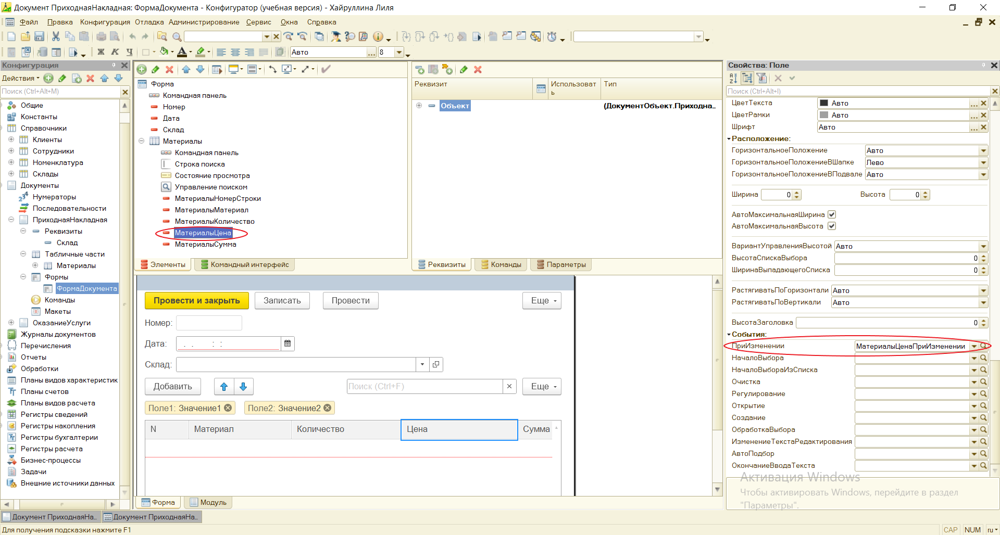 Документ ПриходнаяНакладная: ФормаДокумента - Конфигуратор (учебная версия) - Хайруллина Лиля
Файл Правка Конфигурация Отладка Администрирование Сервис Окна Справка
Ж К Ч Авто 8
Конфигурация
Действия
Поиск (Ctrl+Alt+M)
Общие
Константы
Справочники
Клиенты
Сотрудники
Номенклатура
Склады
Документы
Нумераторы
Последовательности
ПриходнаяНакладная
Реквизиты
Склад
Табличные части
Материалы
Формы
ФормаДокумента
Команды
Макеты
ОказаниеУслуги
Журналы документов
Перечисления
Отчеты
Обработки
Планы видов характеристик
Планы счетов
Планы видов расчета
Регистры сведений
Регистры накопления
Регистры бухгалтерии
Регистры расчета
Бизнес-процессы
Задачи
Внешние источники данных
Форма
Командная панель
Номер
Дата
Склад
Материалы
Командная панель
Строка поиска
Состояние просмотра
Управление поиском
МатериалыНомерСтроки
МатериалыМатериал
МатериалыКоличество
МатериалыЦена
МатериалыСумма
Элементы Командный интерфейс
Реквизит Использовать Тип
Объект (ДокументОбъект.Приходна...
Реквизиты Команды Параметры
Провести и закрыть Записать Провести Еще
Номер:
Дата: . . : :
Склад:
Добавить Поиск (Ctrl+F) × Еще
Поле1: Значение1 Поле2: Значение2
N Материал Количество Цена Сумма
Форма Модуль
Свойства: Поле
Поиск (Ctrl+Alt+I)
ЦветТекста Авто ...
ЦветРамки Авто ...
Шрифт Авто ...
Расположение:
ГоризонтальноеПоложение Авто
ГоризонтальноеПоложениеВШапке Лево
ГоризонтальноеПоложениеВПодвале Авто
Ширина 0 Высота 0
АвтоМаксимальнаяШирина
АвтоМаксимальнаяВысота
ВариантУправленияВысотой Авто
ВысотаСпискаВыбора 0
ШиринаВыпадающегоСписка 0
РастягиватьПоГоризонтали Авто
РастягиватьПоВертикали Авто
ВысотаЗаголовка 0
События:
ПриИзменении МатериалыЦенаПриИзменении
НачалоВыбора
НачалоВыбораИзСписка
Очистка
Регулирование
Открытие
Создание
ОбработкаВыбора
ИзменениеТекстаРедактирования
АвтоПодбор
ОкончаниеВводаТекста
Активация Windows
Чтобы активировать Windows, перейдите в раздел
"Параметры".
Документ ПриходнаяНа... Документ ПриходнаяНа...
Для получения подсказки нажмите F1 CAP NUM ru